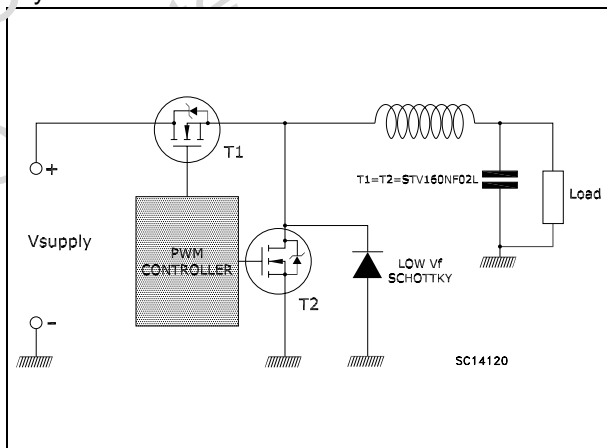 T1
T1=T2=STV160NF02L
+
Load
Vsupply
PWM
CONTROLLER
LOW Vf
SCHOTTKY
T2
-
SC14120